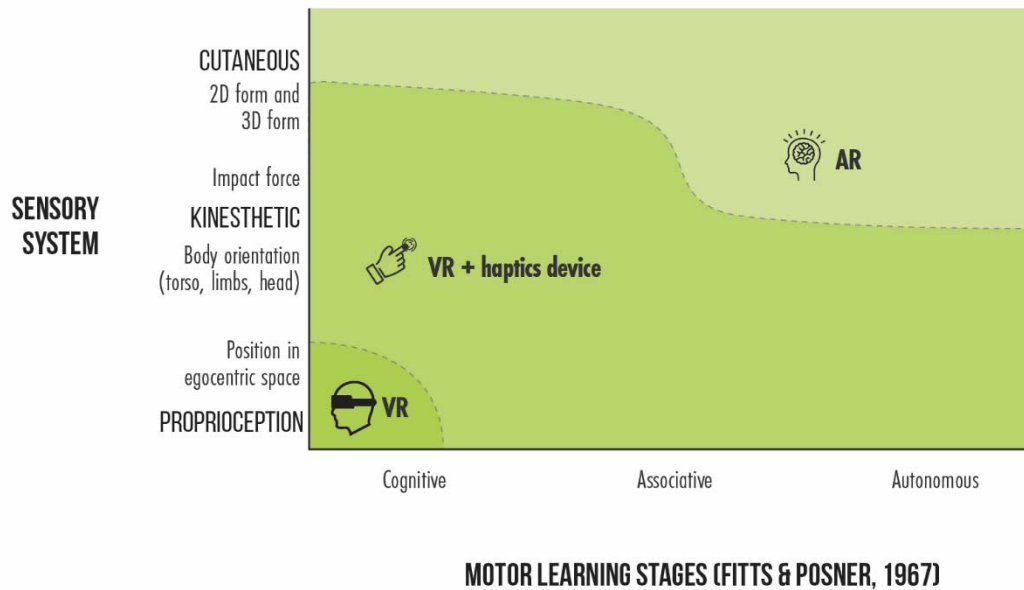 CUTANEOUS
2D form and
3D form
Impact force
SENSORY
SYSTEM
KINESTHETIC
Body orientation
(torso, limbs, head)
Position in
egocentric space
PROPRIOCEPTION
AR
VR + haptics device
VR
Cognitive
Associative
Autonomous
MOTOR LEARNING STAGES (FITTS & POSNER, 1967)